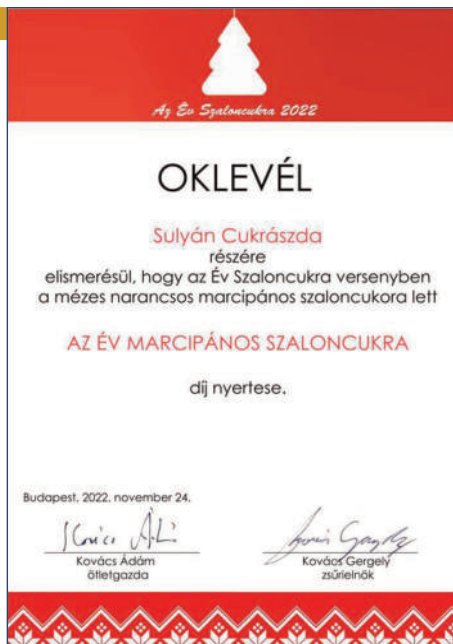 Az Év Szaloncukra 2022
OKLEVÉL
Sulyán Cukrászda
részére
elismerésül, hogy az Év Szaloncukra versenyben
a mézes narancsos marcipános szaloncukora lett
AZ ÉV MARCIPÁNOS SZALONCUKRA
díj nyertese.
Budapest, 2022. november 24.
Kovács Ádám
ötletgazda
Kovács Gergely
zsűrielnök